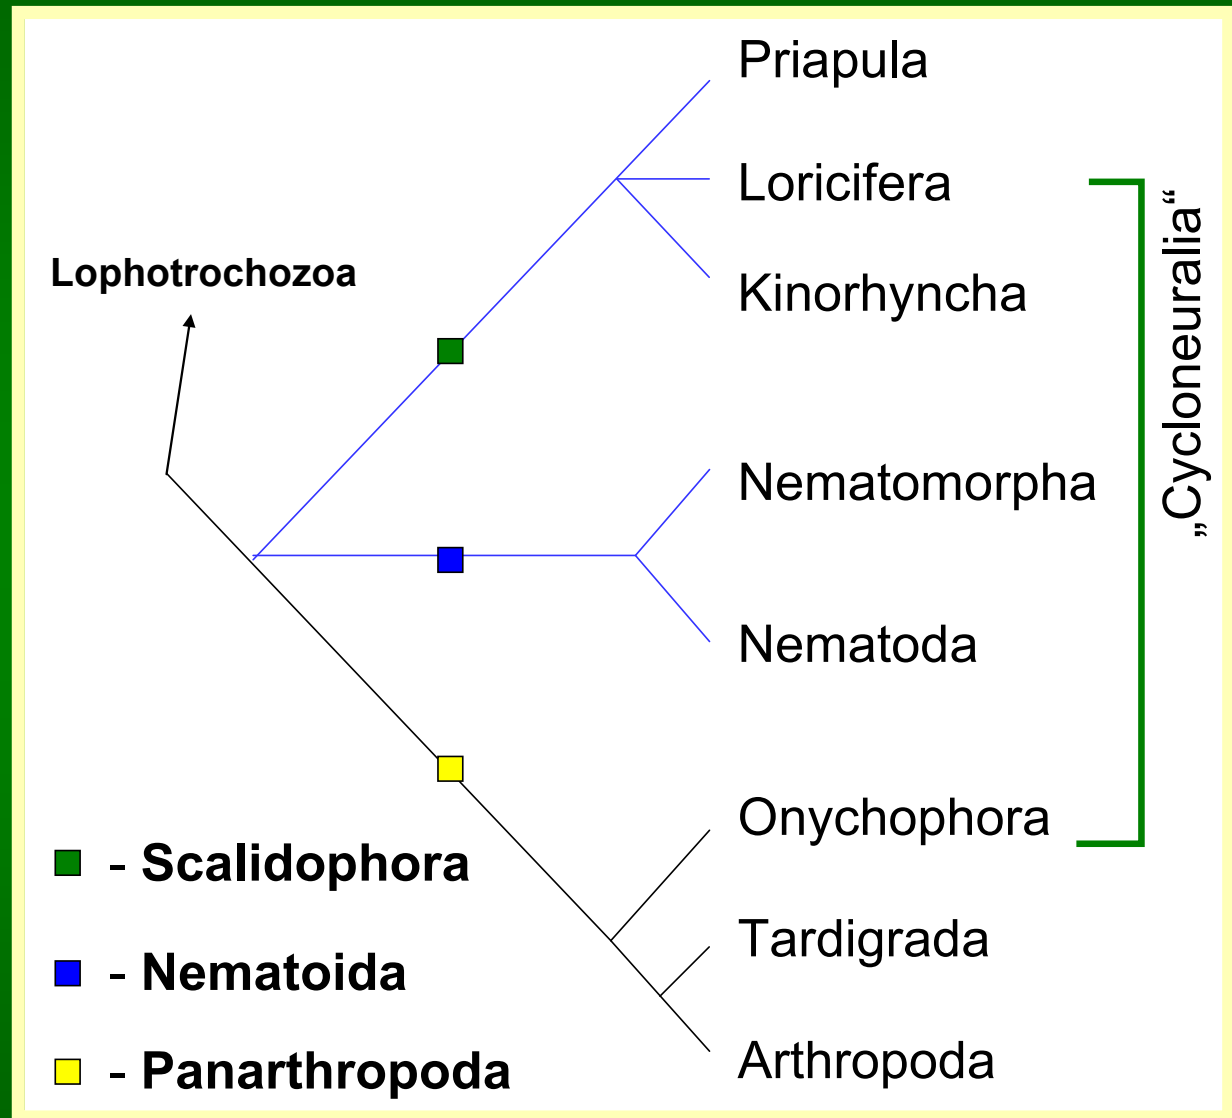 Priapula
Loricifera
Lophotrochozoa
Kinorhyncha
„Cycloneuralia“
Nematomorpha
Nematoda
Onychophora
- Scalidophora
Tardigrada
- Nematoida
Arthropoda
- Panarthropoda